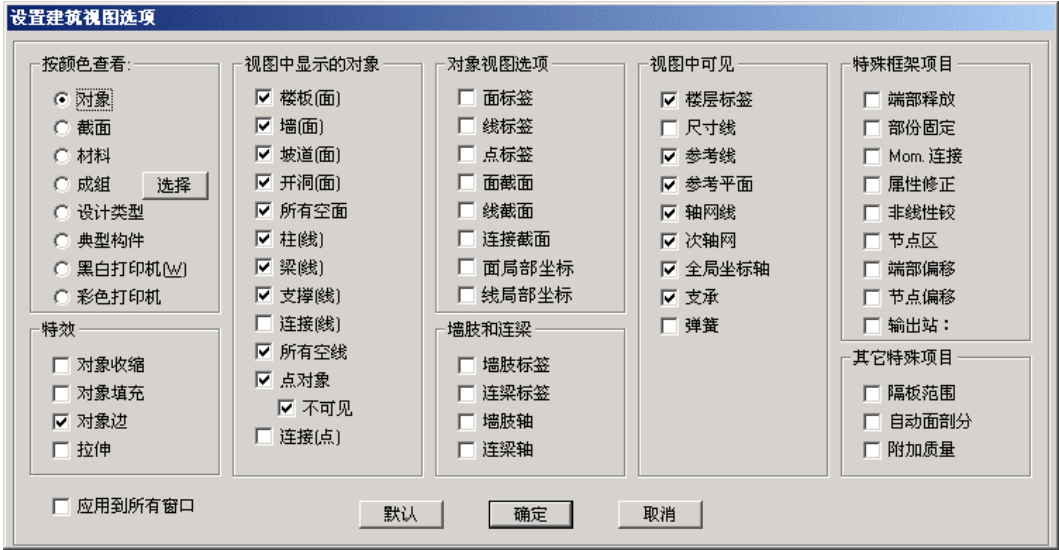 设置建筑视图选项
按颜色查看:
对象
截面
材料
成组
选择
设计类型
典型构件
黑白打印机(W)
彩色打印机
特效
对象收缩
对象填充
对象边
拉伸
视图中显示的对象
楼板(面)
墙(面)
坡道(面)
开洞(面)
所有空面
柱(线)
梁(线)
支撑(线)
连接(线)
所有空线
点对象
不可见
连接(点)
对象视图选项
面标签
线标签
点标签
面截面
线截面
连接截面
面局部坐标
线局部坐标
墙肢和连梁
墙肢标签
连梁标签
墙肢轴
连梁轴
视图中可见
楼层标签
尺寸线
参考线
参考平面
轴网线
次轴网
全局坐标轴
支承
弹簧
特殊框架项目
端部释放
部份固定
Mom. 连接
属性修正
非线性铰
节点区
端部偏移
节点偏移
输出站：
其它特殊项目
隔板范围
自动面剖分
附加质量
应用到所有窗口
默认
确定
取消